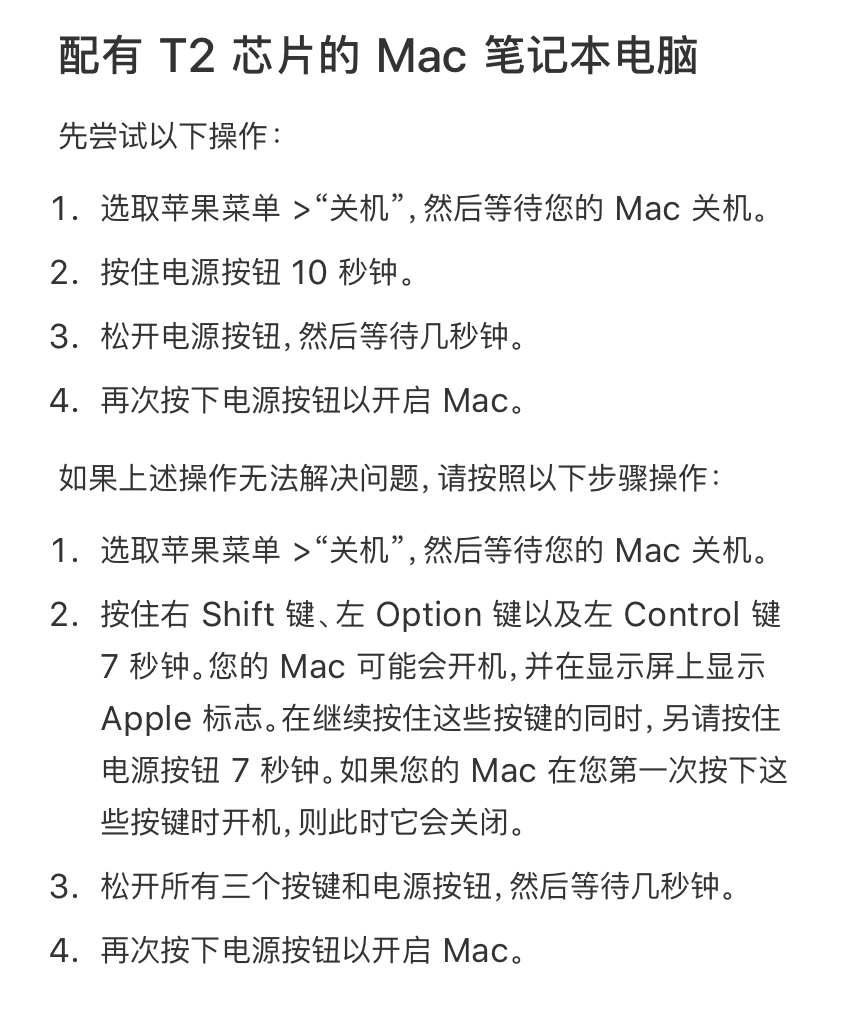 配有 T2 芯片的 Mac 笔记本电脑
先尝试以下操作：
1. 选取苹果菜单 >“关机”，然后等待您的 Mac 关机。
2. 按住电源按钮 10 秒钟。
3. 松开电源按钮，然后等待几秒钟。
4. 再次按下电源按钮以开启 Mac。
如果上述操作无法解决问题，请按照以下步骤操作：
1. 选取苹果菜单 >“关机”，然后等待您的 Mac 关机。
2. 按住右 Shift 键、左 Option 键以及左 Control 键
7 秒钟。您的 Mac 可能会开机，并在显示屏上显示
Apple 标志。在继续按住这些按键的同时，另请按住
电源按钮 7 秒钟。如果您的 Mac 在您第一次按下这
些按键时开机，则此时它会关闭。
3. 松开所有三个按键和电源按钮，然后等待几秒钟。
4. 再次按下电源按钮以开启 Mac。